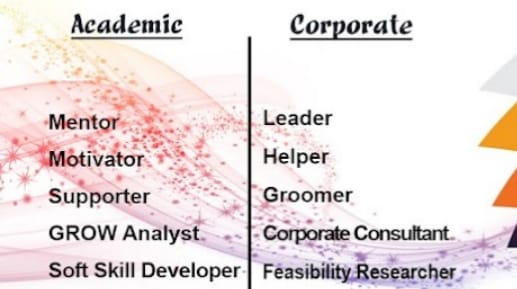 Academic
Mentor
Motivator
Supporter
GROW Analyst
Soft Skill Developer
Corporate
Leader
Helper
Groomer
Corporate Consultant
Feasibility Researcher